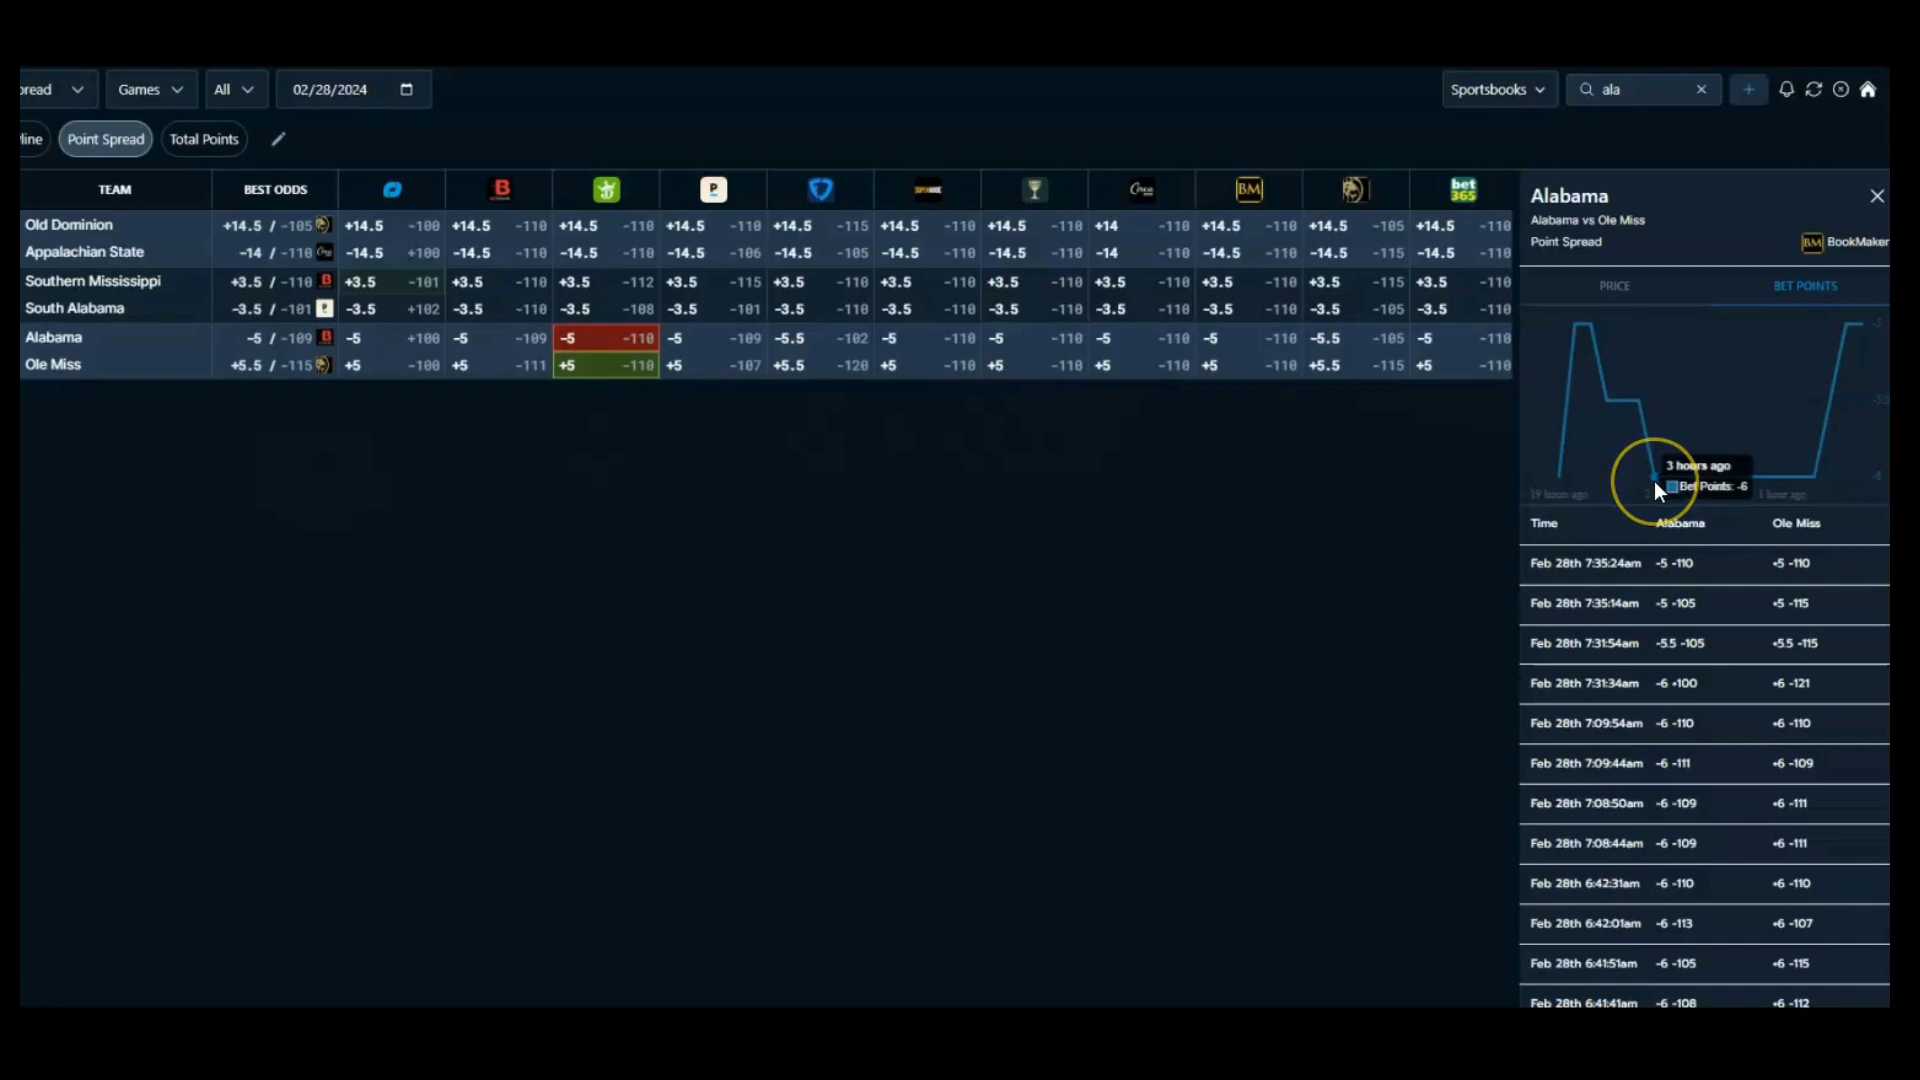 oread Games All 02/28/2024 Sportsbooks ala +
line Point Spread Total Points
TEAM BEST ODDS B P BM bet365
Old Dominion +14.5 / -105 +14.5 -100 +14.5 -110 +14.5 -110 +14.5 -110 +14.5 -115 +14.5 -110 +14.5 -110 +14 -110 +14.5 -110 +14.5 -105 +14.5 -110
Appalachian State -14 / -110 -14.5 +100 -14.5 -110 -14.5 -110 -14.5 -106 -14.5 -105 -14.5 -110 -14.5 -110 -14 -110 -14.5 -110 -14.5 -115 -14.5 -110
Southern Mississippi +3.5 / -110 B +3.5 -101 +3.5 -110 +3.5 -112 +3.5 -115 +3.5 -110 +3.5 -110 +3.5 -110 +3.5 -110 +3.5 -110 +3.5 -115 +3.5 -110
South Alabama -3.5 / -101 P -3.5 +102 -3.5 -110 -3.5 -108 -3.5 -101 -3.5 -110 -3.5 -110 -3.5 -110 -3.5 -110 -3.5 -110 -3.5 -105 -3.5 -110
Alabama -5 / -109 B -5 +100 -5 -109 -5 -110 -5 -109 -5.5 -102 -5 -110 -5 -110 -5 -110 -5 -110 -5.5 -105 -5 -110
Ole Miss +5.5 / -115 +5 -100 +5 -111 +5 -110 +5 -107 +5.5 -120 +5 -110 +5 -110 +5 -110 +5 -110 +5.5 -115 +5 -110
Alabama
Alabama vs Ole Miss
Point Spread BM BookMaker
PRICE BET POINTS
-5
-5.5
3 hours ago
Bet Points: -6
-6
19 hours ago 1 hour ago
Time Alabama Ole Miss
Feb 28th 7:35:24am -5 -110 +5 -110
Feb 28th 7:35:14am -5 -105 +5 -115
Feb 28th 7:31:54am -5.5 -105 +5.5 -115
Feb 28th 7:31:34am -6 +100 +6 -121
Feb 28th 7:09:54am -6 -110 +6 -110
Feb 28th 7:09:44am -6 -111 +6 -109
Feb 28th 7:08:50am -6 -109 +6 -111
Feb 28th 7:08:44am -6 -109 +6 -111
Feb 28th 6:42:31am -6 -110 +6 -110
Feb 28th 6:42:01am -6 -113 +6 -107
Feb 28th 6:41:51am -6 -105 +6 -115
Feb 28th 6:41:41am -6 -108 +6 -112